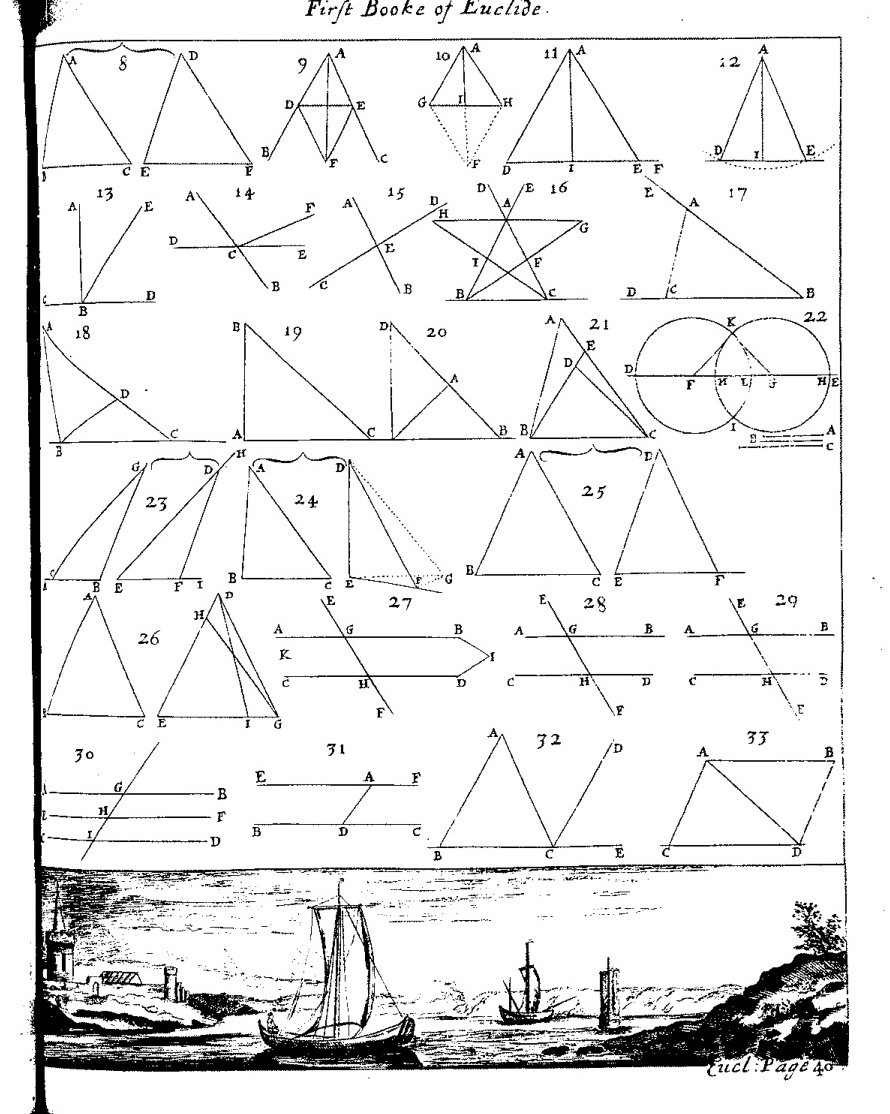 First Booke of Euclide.
8 9 10 11 12
A D A A A A
D E G I H
B C E F B F C F D I E F D I E
13 14 15 16 17
A E A F A D D E E A
H A G
D C E E I F
B D B C B B C D C B
18 19 20 21 22
A B D A E K
D A D D F H L G H E
B C A C B B C I
B A
C
G D H A D A D
23 24 25
C B E F I B C E F G B C E F
A D E 27 E 28 E 29
H A G B A G B A G B
26 K I
C H D C H D C H D
C E I G F F F
30 31 32 33
G B E A F A D A B
H F
I D B D C B C E C D
Eucl: Page 40